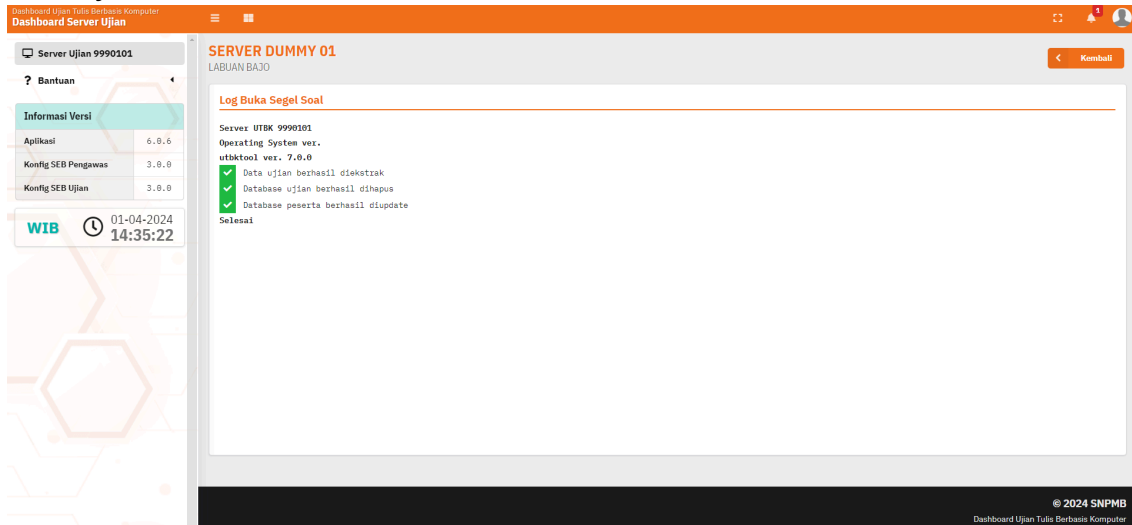 Dashboard Ujian Tulis Berbasis Komputer
Dashboard Server Ujian
1
Server Ujian 9990101
? Bantuan
Informasi Versi
Aplikasi 6.0.6
Konfig SEB Pengawas 3.0.0
Konfig SEB Ujian 3.0.0
WIB
01-04-2024
14:35:22
SERVER DUMMY 01
LABUAN BAJO
Kembali
Log Buka Segel Soal
Server UTBK 9990101
Operating System ver.
utbktool ver. 7.0.0
Data ujian berhasil diekstrak
Database ujian berhasil dihapus
Database peserta berhasil diupdate
Selesai
© 2024 SNPMB
Dashboard Ujian Tulis Berbasis Komputer